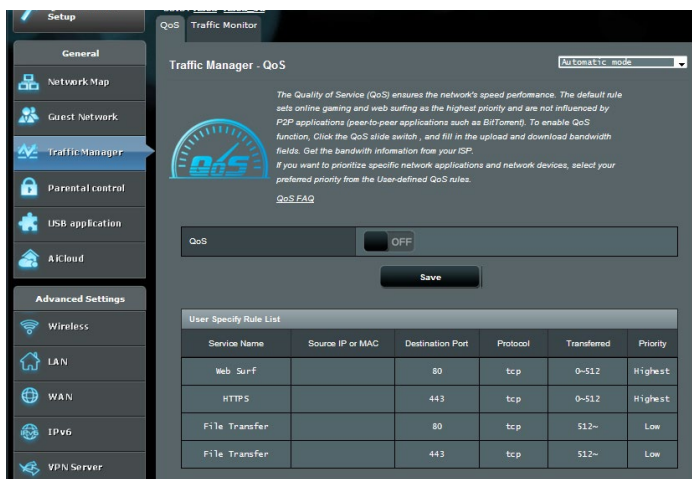 Setup
General
Network Map
Guest Network
Traffic Manager
Parental control
USB application
AiCloud
Advanced Settings
Wireless
LAN
WAN
IPv6
VPN Server
QoS Traffic Monitor
Traffic Manager - QoS
Automatic mode
The Quality of Service (QoS) ensures the network's speed performance. The default rule
sets online gaming and web surfing as the highest priority and are not influenced by
P2P applications (peer-to-peer applications such as BitTorrent). To enable QoS
function, Click the QoS slide switch , and fill in the upload and download bandwidth
fields. Get the bandwith information from your ISP.
If you want to prioritize specific network applications and network devices, select your
preferred priority from the User-defined QoS rules.
QoS FAQ
QoS
QoS OFF
Save
User Specify Rule List
Service Name Source IP or MAC Destination Port Protocol Transferred Priority
Web Surf 80 tcp 0~512 Highest
HTTPS 443 tcp 0~512 Highest
File Transfer 80 tcp 512~ Low
File Transfer 443 tcp 512~ Low